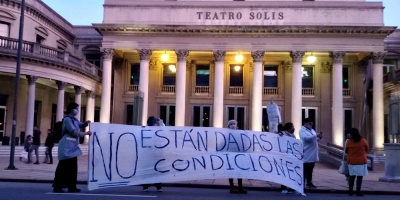 TEATRO SOLIS
NO ESTÁN DADAS LAS
CONDICIONES